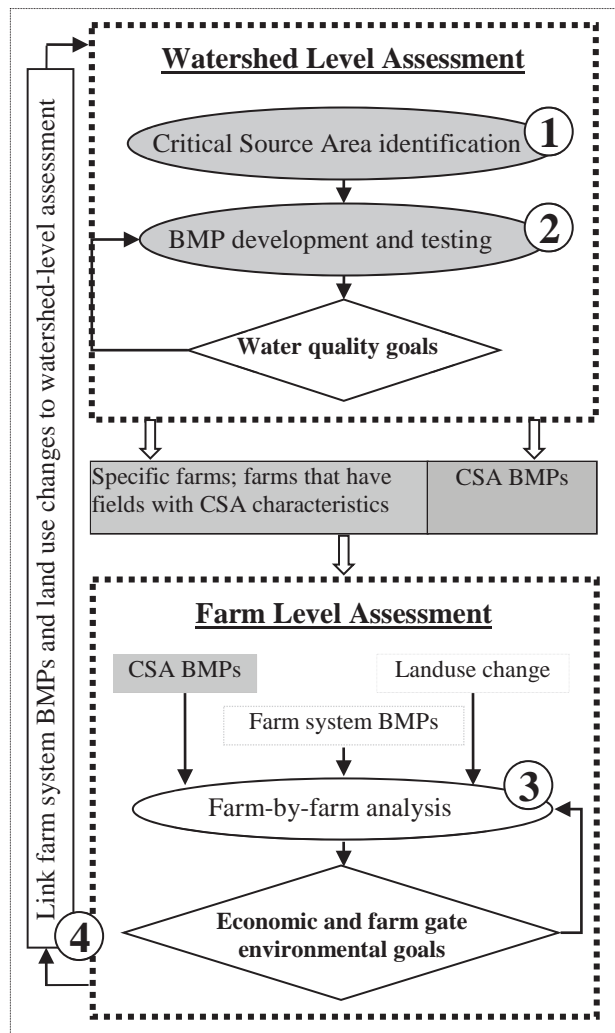 Watershed Level Assessment
1
Critical Source Area identification
2
BMP development and testing
Water quality goals
Specific farms; farms that have
fields with CSA characteristics
CSA BMPs
Farm Level Assessment
CSA BMPs
Landuse change
Farm system BMPs
3
Farm-by-farm analysis
Economic and farm gate
environmental goals
4
Link farm system BMPs and land use changes to watershed-level assessment